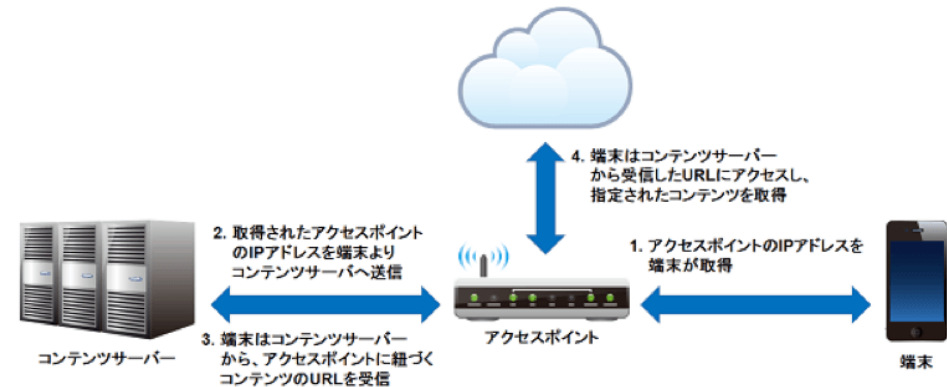 4. 端末はコンテンツサーバー
から受信したURLにアクセスし、
指定されたコンテンツを取得
2. 取得されたアクセスポイント
のIPアドレスを端末より
コンテンツサーバへ送信
1. アクセスポイントのIPアドレスを
端末が取得
アクセスポイント
3. 端末はコンテンツサーバー
から、アクセスポイントに紐づく
コンテンツのURLを受信
コンテンツサーバー
端末